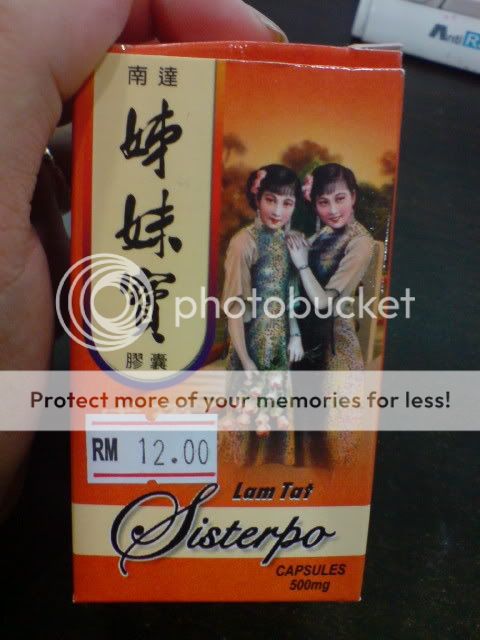 Anti R
南達
姊妹寶
膠囊
photobucket
Protect more of your memories for less!
RM 12.00
Lam Tat
Sisterpo
CAPSULES
500mg